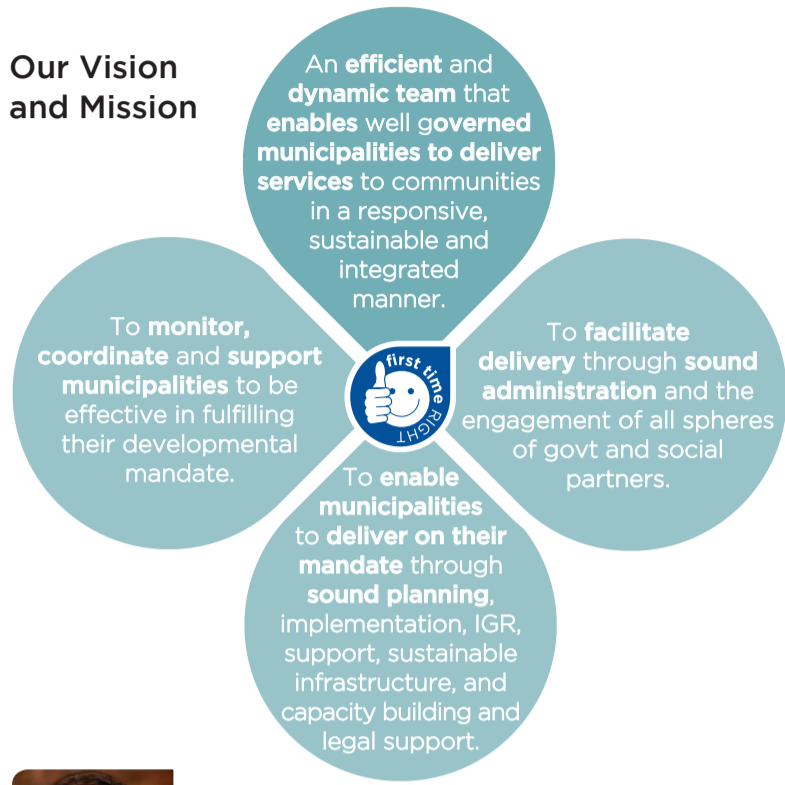 Our Vision
and Mission
An efficient and
dynamic team that
enables well governed
municipalities to deliver
services to communities
in a responsive,
sustainable and
integrated
manner.
To monitor,
coordinate and support
municipalities to be
effective in fulfilling
their developmental
mandate.
first time
RIGHT
To facilitate
delivery through sound
administration and the
engagement of all spheres
of govt and social
partners.
To enable
municipalities
to deliver on their
mandate through
sound planning,
implementation, IGR,
support, sustainable
infrastructure, and
capacity building and
legal support.